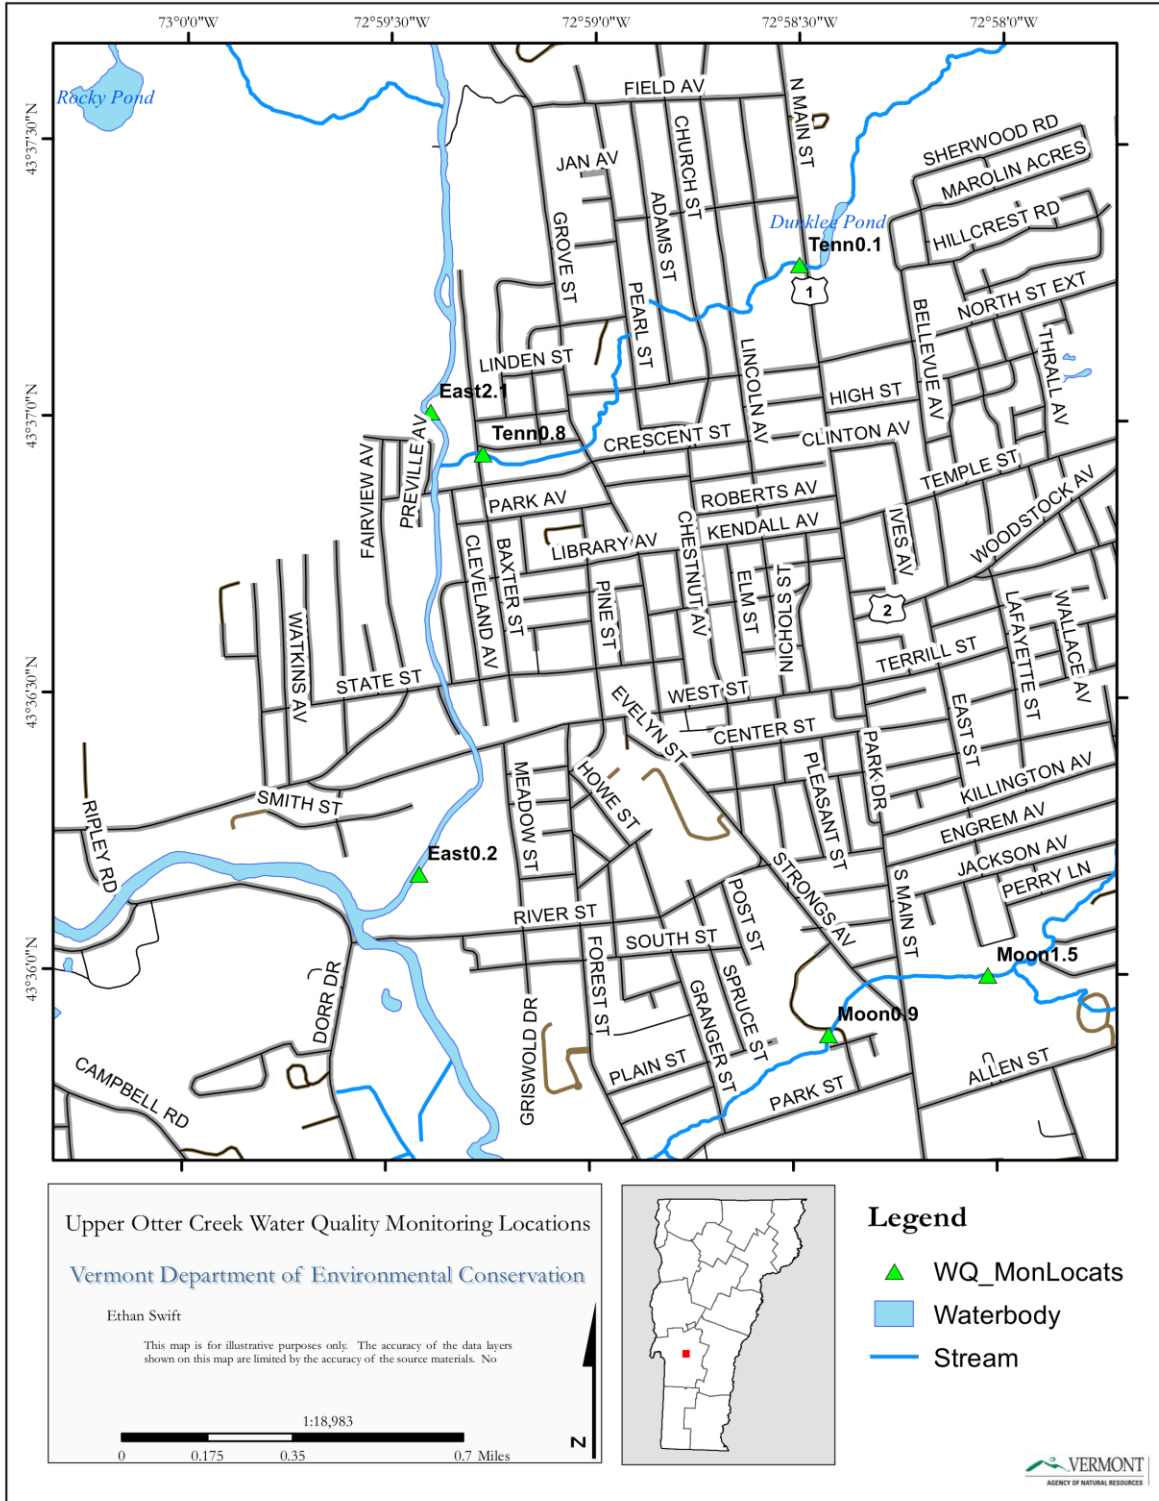 73°0'0"W
72°59'30"W
72°59'0"W
72°58'30"W
72°58'0"W
43°37'30"N
43°37'0"N
43°36'30"N
43°36'0"N
Rocky Pond
FIELD AV
N MAIN ST
CHURCH ST
SHERWOOD RD
MAROLIN ACRES
JAN AV
ADAMS ST
GROVE ST
Dunklee Pond
HILLCREST RD
Tenn0.1
1
PEARL ST
NORTH ST EXT
BELLEVUE AV
THRALL AV
LINCOLN AV
LINDEN ST
East2.1
HIGH ST
PREVILLE AV
Tenn0.8
CRESCENT ST
CLINTON AV
FAIRVIEW AV
TEMPLE ST
WOODSTOCK AV
PARK AV
ROBERTS AV
KENDALL AV
IVES AV
LIBRARY AV
CHESTNUT AV
CLEVELAND AV
BAXTER ST
PINE ST
ELM ST
NICHOLS ST
2
LAFAYETTE ST
WALLACE AV
WATKINS AV
TERRILL ST
STATE ST
WEST ST
EVELYN ST
CENTER ST
EAST ST
PARK DR
PLEASANT ST
KILLINGTON AV
MEADOW ST
HOWE ST
SMITH ST
ENGREM AV
RIPLEY RD
JACKSON AV
East0.2
STRONGS AV
PERRY LN
S MAIN ST
POST ST
RIVER ST
SOUTH ST
FOREST ST
Moon1.5
DORR DR
GRISWOLD DR
GRANGER ST
SPRUCE ST
Moon0.9
PLAIN ST
ALLEN ST
CAMPBELL RD
PARK ST
Upper Otter Creek Water Quality Monitoring Locations
Vermont Department of Environmental Conservation
Ethan Swift
This map is for illustrative purposes only. The accuracy of the data layers
shown on this map are limited by the accuracy of the source materials. No
1:18,983
0 0.175 0.35 0.7 Miles
N
Legend
WQ_MonLocats
Waterbody
Stream
VERMONT
AGENCY OF NATURAL RESOURCES